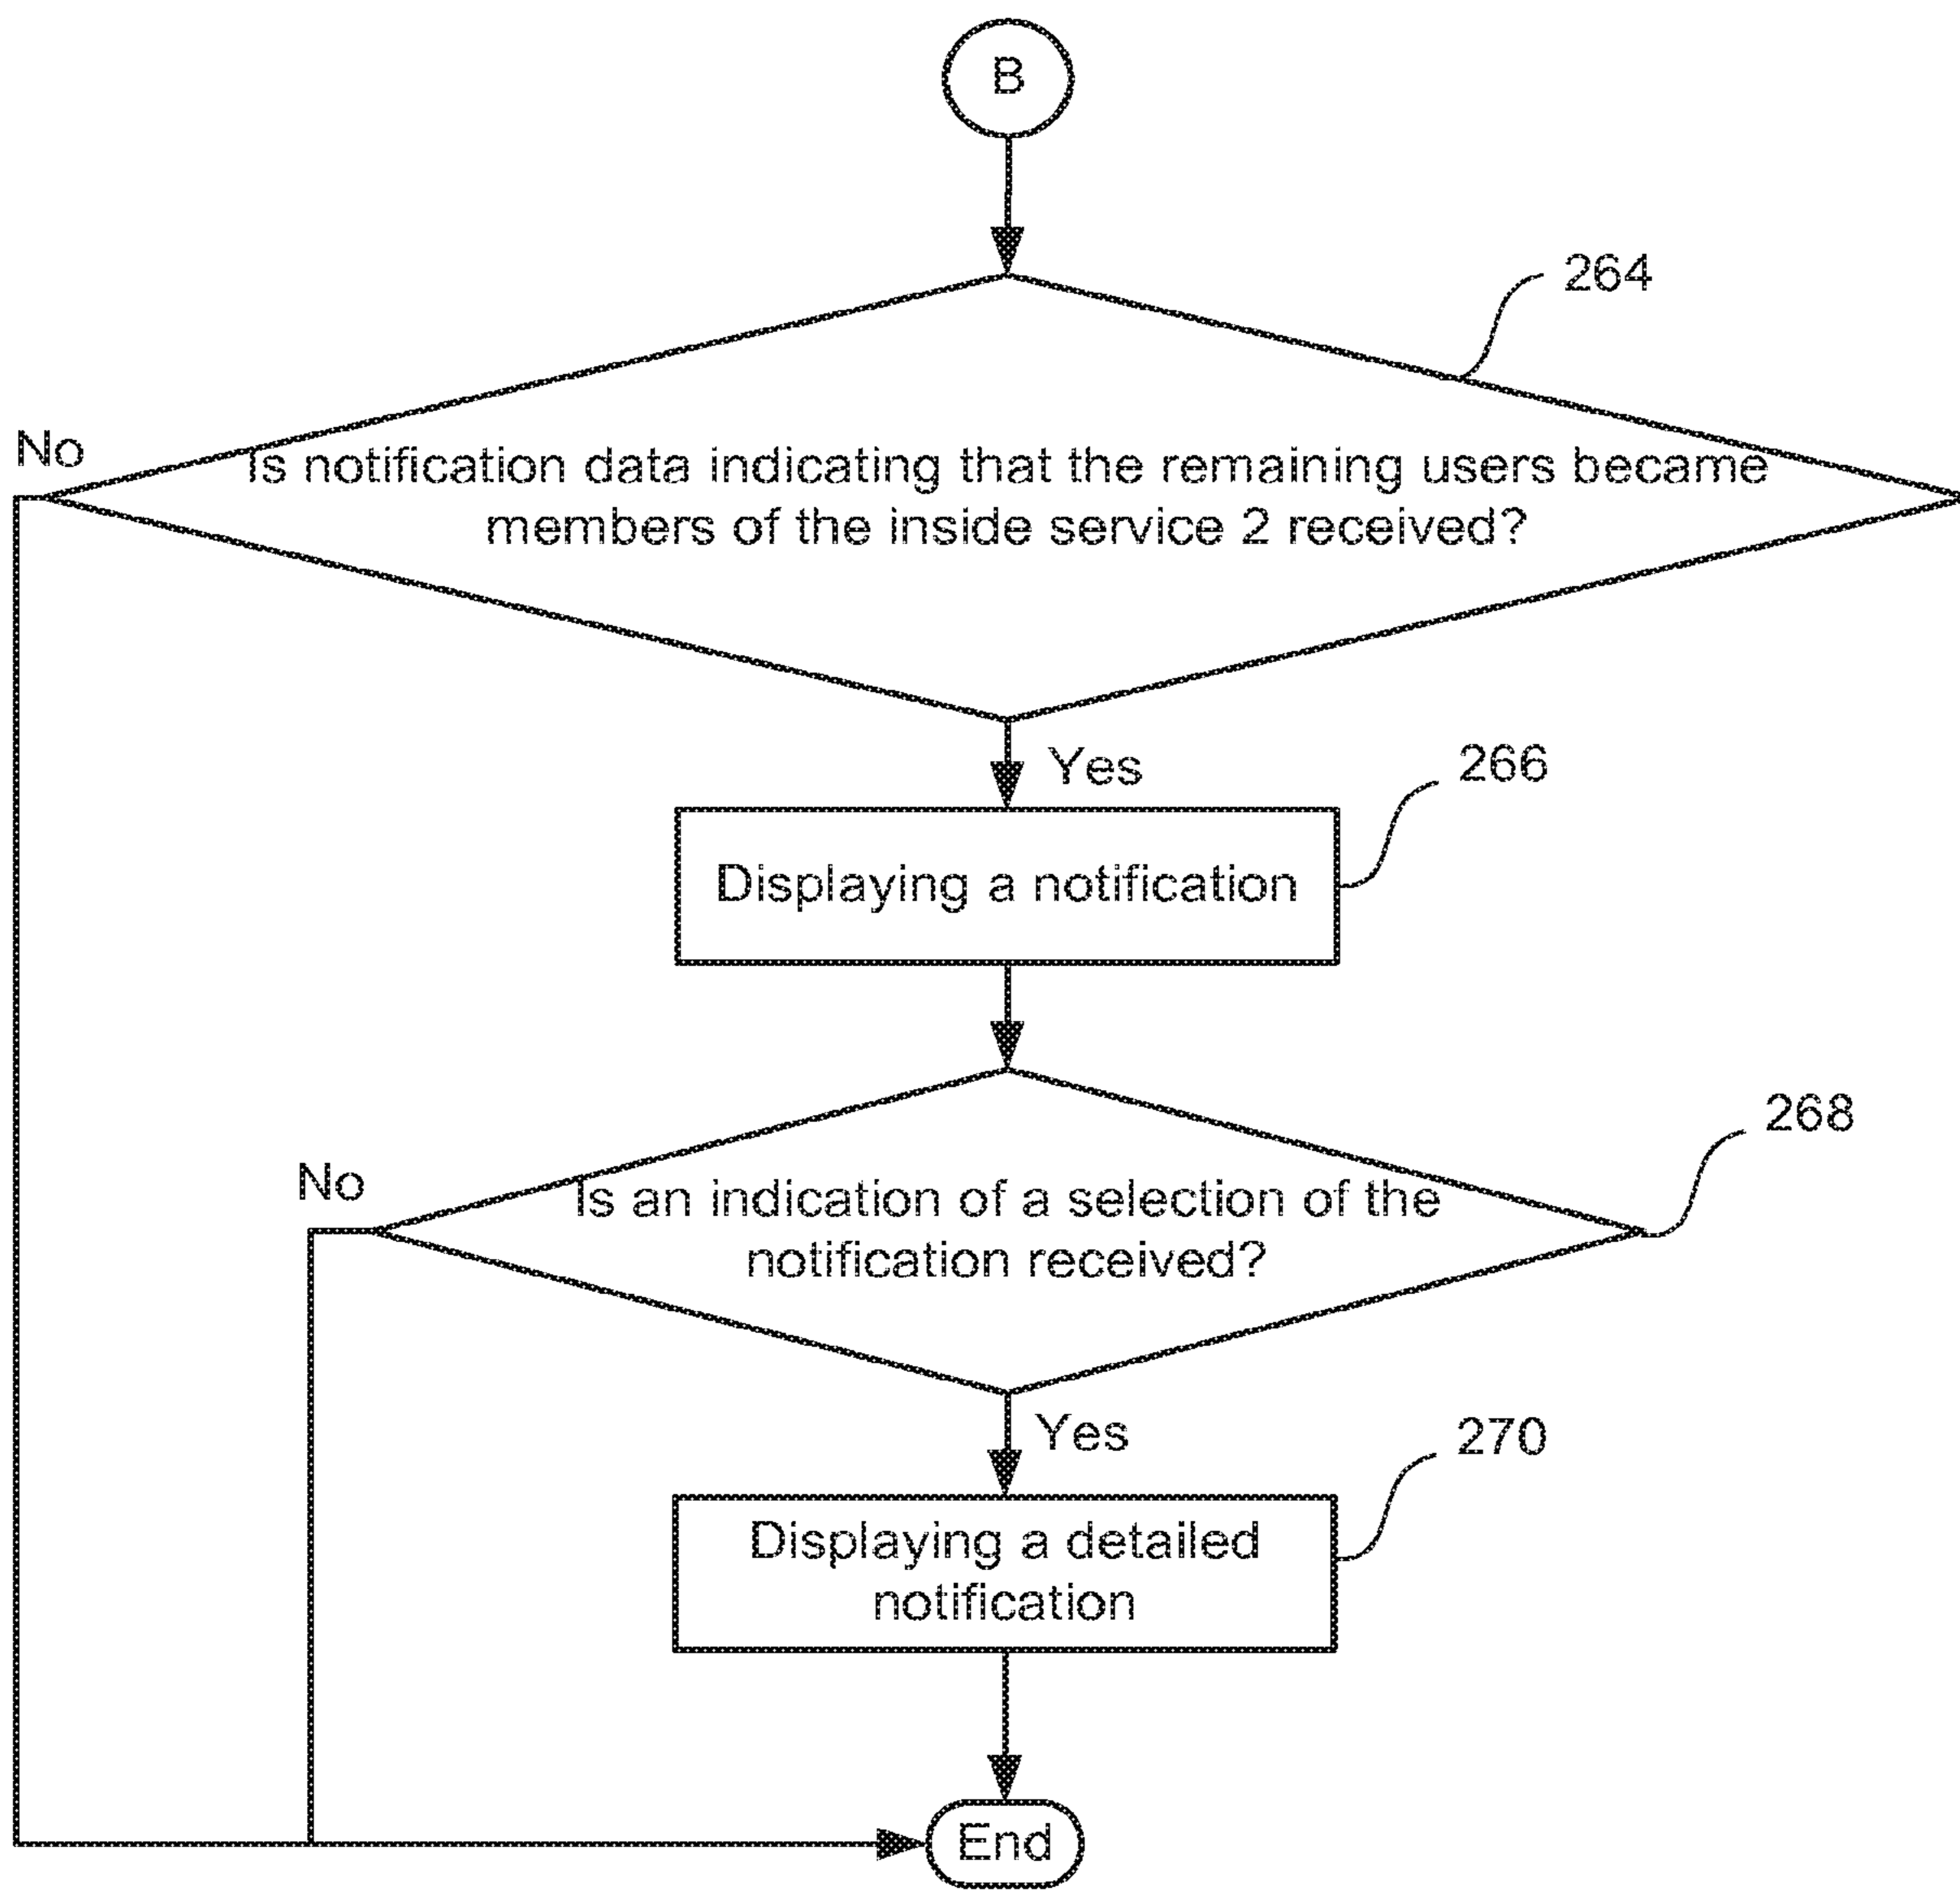 B
264
No
Is notification data indicating that the remaining users became
members of the inside service 2 received?
Yes
266
Displaying a notification
268
No
Is an indication of a selection of the
notification received?
Yes
270
Displaying a detailed
notification
End